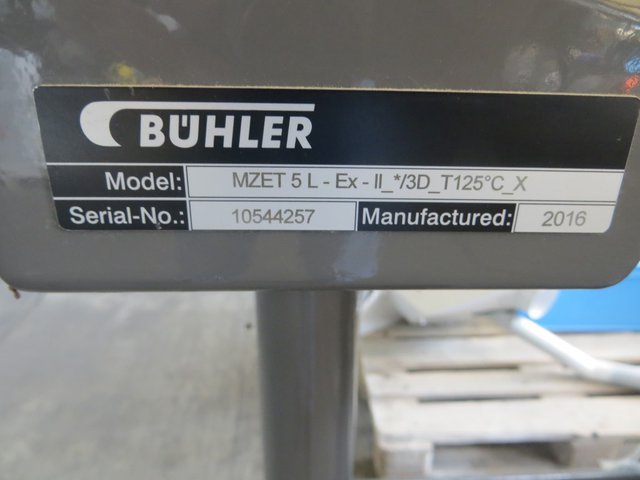 BÜHLER
Model: MZET 5 L - Ex - II_*/3D_T125°C_X
Serial-No.: 10544257 Manufactured: 2016